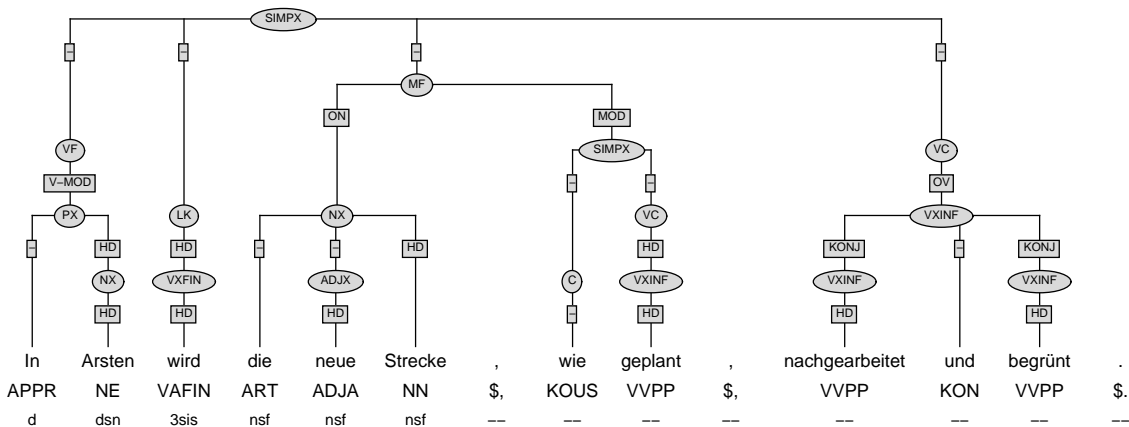 SIMPX
– – – –
MF
ON MOD
VF SIMPX VC
V–MOD – – OV
PX LK NX VC VXINF
– HD HD – – HD HD KONJ – KONJ
NX VXFIN ADJX C VXINF VXINF VXINF
HD HD HD – HD HD HD
In Arsten wird die neue Strecke , wie geplant , nachgearbeitet und begrünt .
APPR NE VAFIN ART ADJA NN $, KOUS VVPP $, VVPP KON VVPP $.
d dsn 3sis nsf nsf nsf –– –– –– –– –– –– –– ––